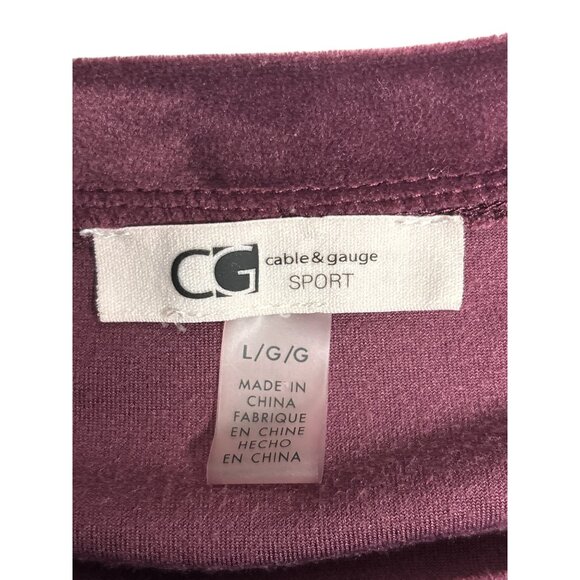 CG cable & gauge
SPORT
L/G/G
MADE IN
CHINA
FABRIQUE
EN CHINE
HECHO
EN CHINA